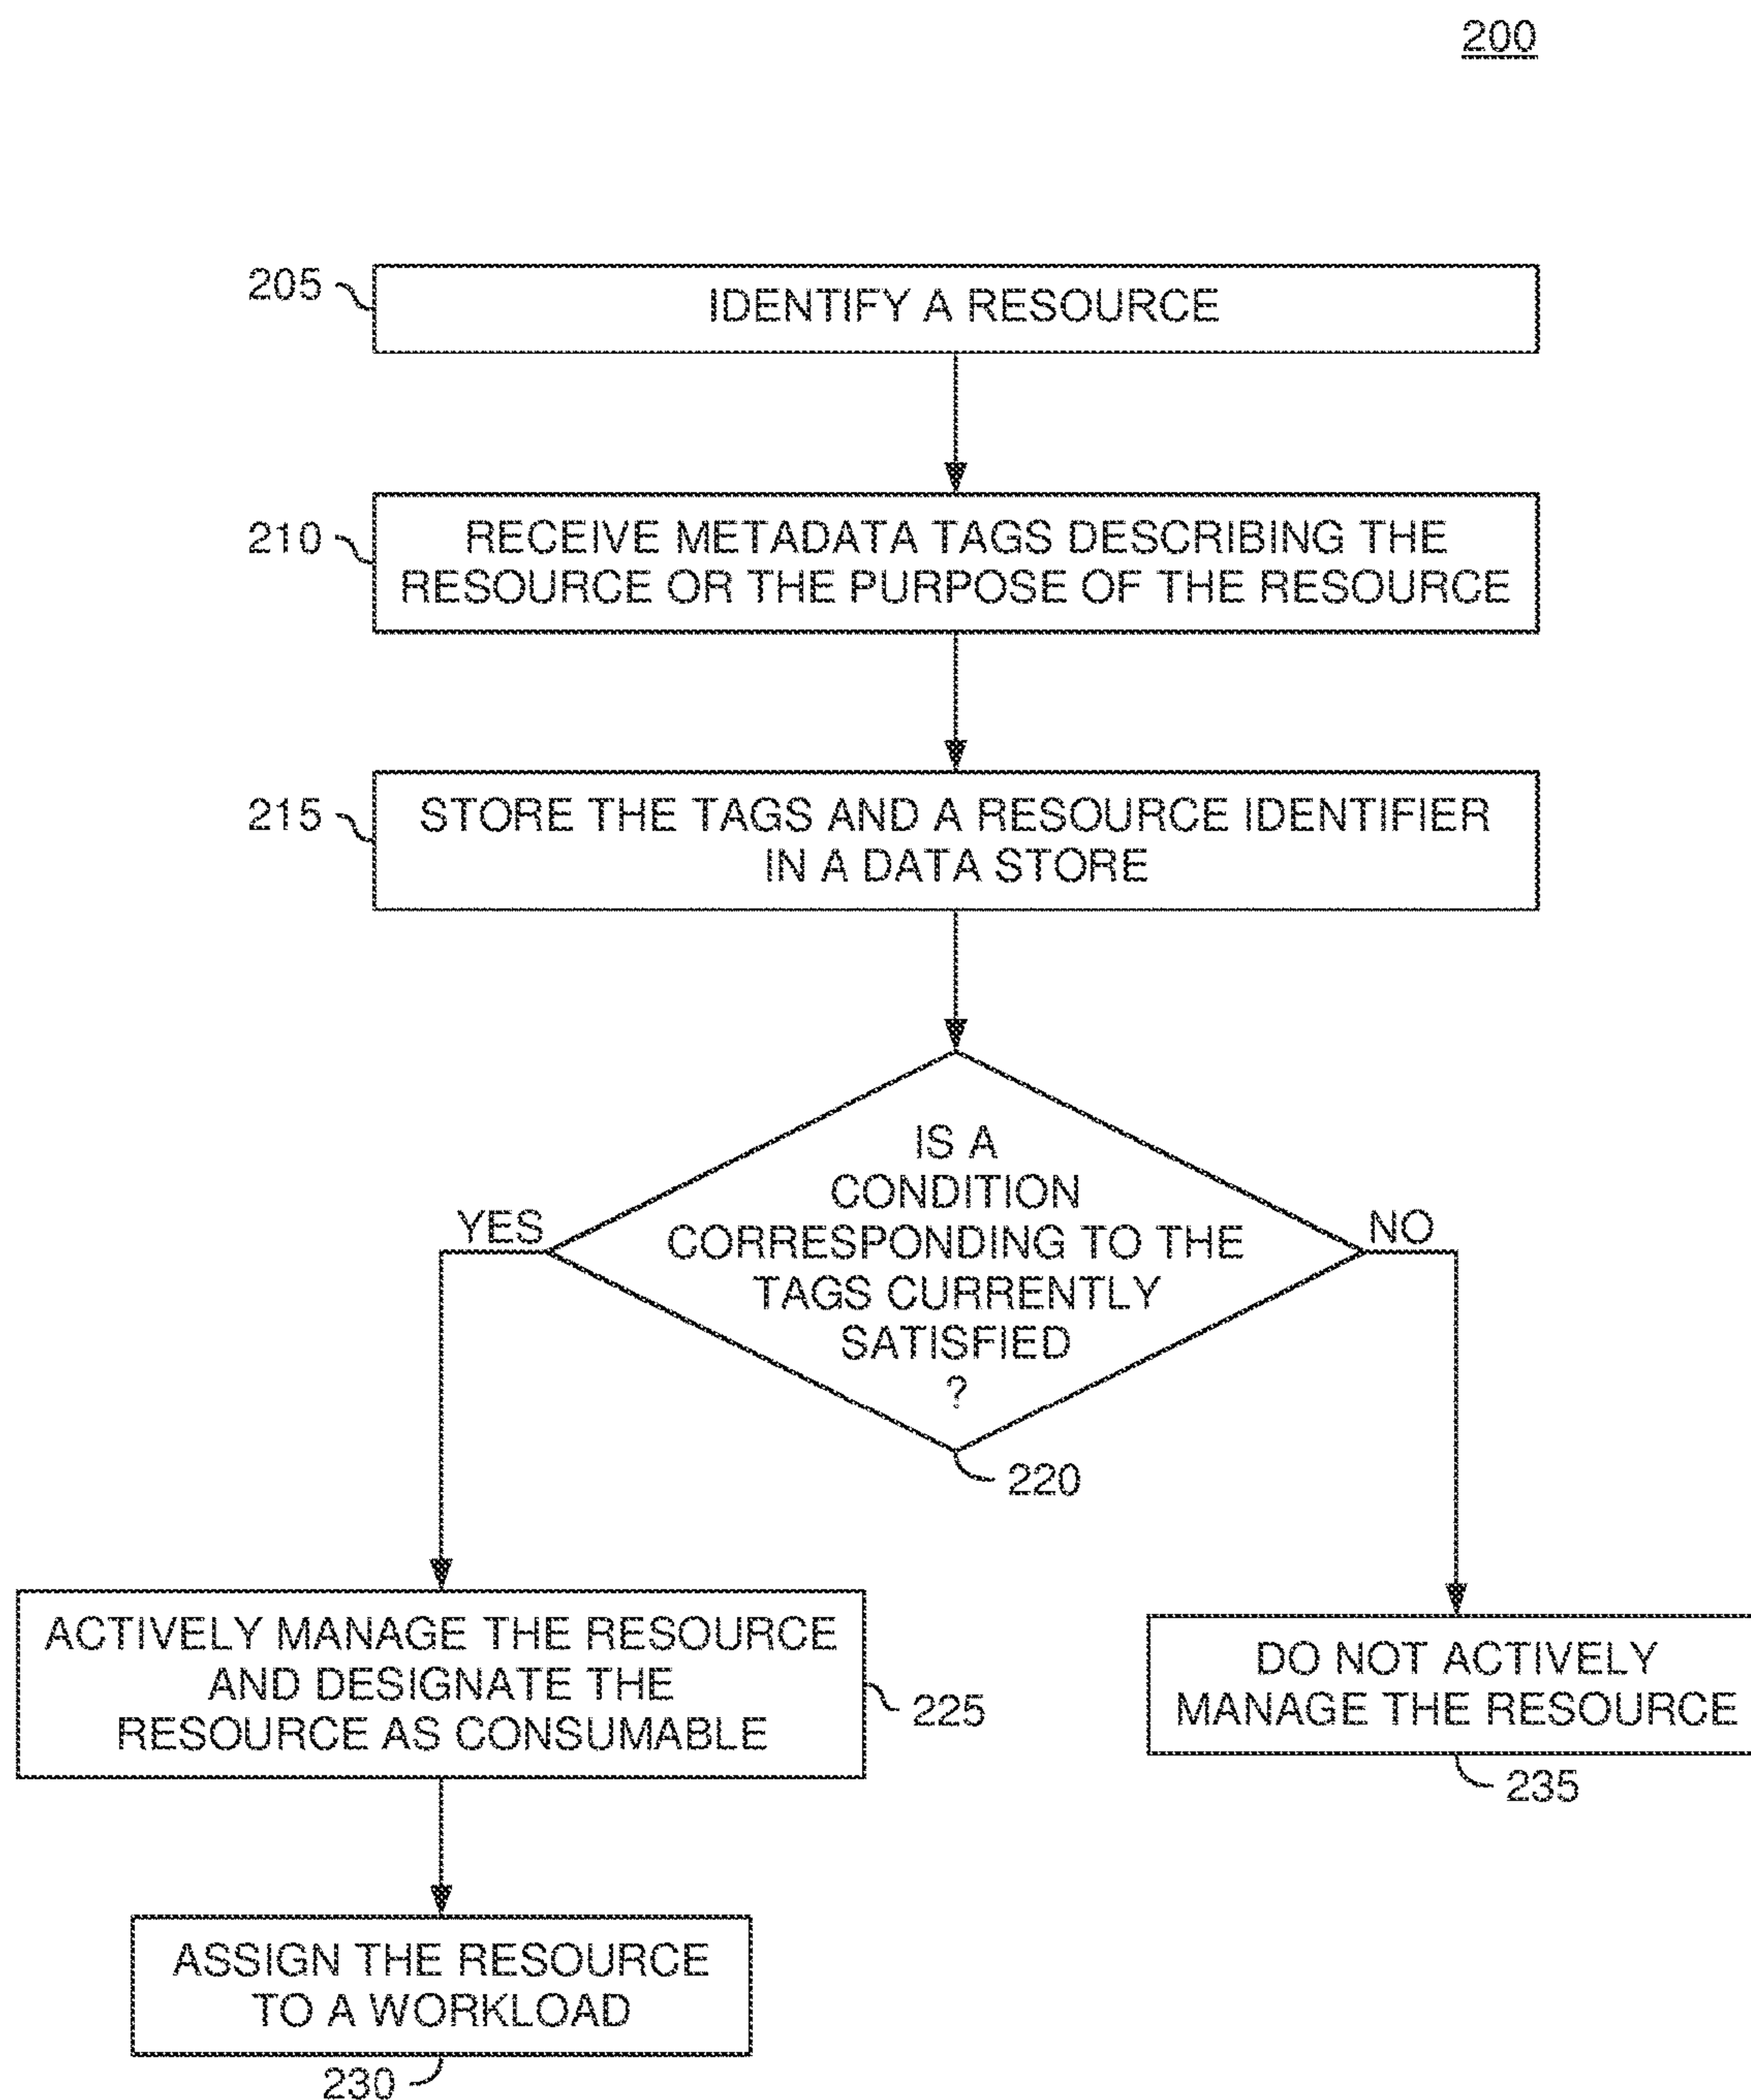 200
205
IDENTIFY A RESOURCE
210
RECEIVE METADATA TAGS DESCRIBING THE
RESOURCE OR THE PURPOSE OF THE RESOURCE
215
STORE THE TAGS AND A RESOURCE IDENTIFIER
IN A DATA STORE
IS A
CONDITION
CORRESPONDING TO THE
TAGS CURRENTLY
SATISFIED
?
YES
NO
220
ACTIVELY MANAGE THE RESOURCE
AND DESIGNATE THE
RESOURCE AS CONSUMABLE
225
DO NOT ACTIVELY
MANAGE THE RESOURCE
235
ASSIGN THE RESOURCE
TO A WORKLOAD
230